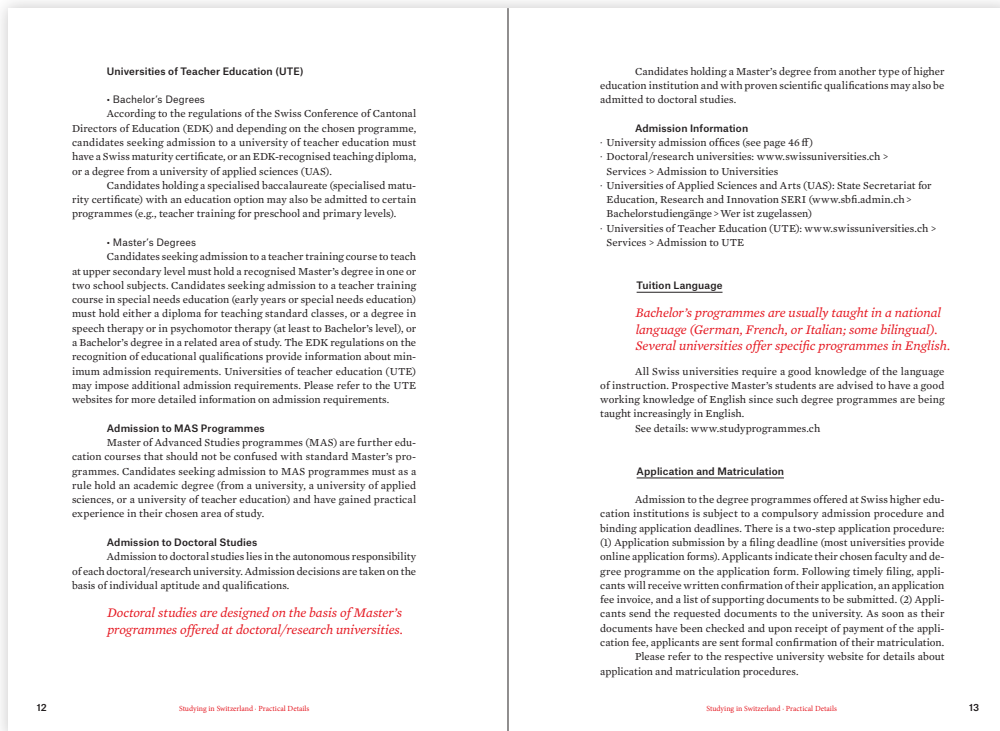 Universities of Teacher Education (UTE)
• Bachelor's Degrees
According to the regulations of the Swiss Conference of Cantonal
Directors of Education (EDK) and depending on the chosen programme,
candidates seeking admission to a university of teacher education must
have a Swiss maturity certificate, or an EDK-recognised teaching diploma,
or a degree from a university of applied sciences (UAS).
Candidates holding a specialised baccalaureate (specialised matu-
rity certificate) with an education option may also be admitted to certain
programmes (e.g., teacher training for preschool and primary levels).
• Master's Degrees
Candidates seeking admission to a teacher training course to teach
at upper secondary level must hold a recognised Master's degree in one or
two school subjects. Candidates seeking admission to a teacher training
course in special needs education (early years or special needs education)
must hold either a diploma for teaching standard classes, or a degree in
speech therapy or in psychomotor therapy (at least to Bachelor's level), or
a Bachelor's degree in a related area of study. The EDK regulations on the
recognition of educational qualifications provide information about min-
imum admission requirements. Universities of teacher education (UTE)
may impose additional admission requirements. Please refer to the UTE
websites for more detailed information on admission requirements.
Admission to MAS Programmes
Master of Advanced Studies programmes (MAS) are further edu-
cation courses that should not be confused with standard Master's pro-
grammes. Candidates seeking admission to MAS programmes must as a
rule hold an academic degree (from a university, a university of applied
sciences, or a university of teacher education) and have gained practical
experience in their chosen area of study.
Admission to Doctoral Studies
Admission to doctoral studies lies in the autonomous responsibility
of each doctoral/research university. Admission decisions are taken on the
basis of individual aptitude and qualifications.
Doctoral studies are designed on the basis of Master's
programmes offered at doctoral/research universities.
12
Studying in Switzerland · Practical Details
Candidates holding a Master's degree from another type of higher
education institution and with proven scientific qualifications may also be
admitted to doctoral studies.
Admission Information
· University admission offices (see page 46 ff)
· Doctoral/research universities: www.swissuniversities.ch >
Services > Admission to Universities
· Universities of Applied Sciences and Arts (UAS): State Secretariat for
Education, Research and Innovation SERI (www.sbfi.admin.ch >
Bachelorstudiengänge > Wer ist zugelassen)
· Universities of Teacher Education (UTE): www.swissuniversities.ch >
Services > Admission to UTE
Tuition Language
Bachelor's programmes are usually taught in a national
language (German, French, or Italian; some bilingual).
Several universities offer specific programmes in English.
All Swiss universities require a good knowledge of the language
of instruction. Prospective Master's students are advised to have a good
working knowledge of English since such degree programmes are being
taught increasingly in English.
See details: www.studyprogrammes.ch
Application and Matriculation
Admission to the degree programmes offered at Swiss higher edu-
cation institutions is subject to a compulsory admission procedure and
binding application deadlines. There is a two-step application procedure:
(1) Application submission by a filing deadline (most universities provide
online application forms). Applicants indicate their chosen faculty and de-
gree programme on the application form. Following timely filing, appli-
cants will receive written confirmation of their application, an application
fee invoice, and a list of supporting documents to be submitted. (2) Appli-
cants send the requested documents to the university. As soon as their
documents have been checked and upon receipt of payment of the appli-
cation fee, applicants are sent formal confirmation of their matriculation.
Please refer to the respective university website for details about
application and matriculation procedures.
Studying in Switzerland · Practical Details
13